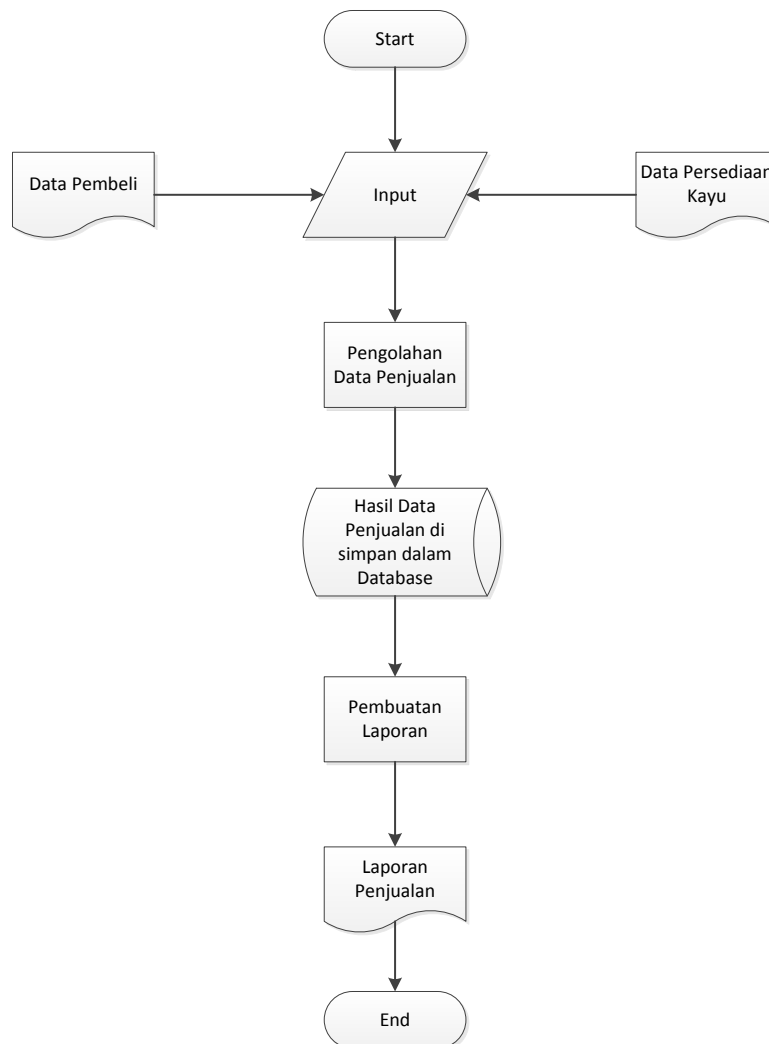 Start
Data Pembeli
Input
Data Persediaan
Kayu
Pengolahan
Data Penjualan
Hasil Data
Penjualan di
simpan dalam
Database
Pembuatan
Laporan
Laporan
Penjualan
End